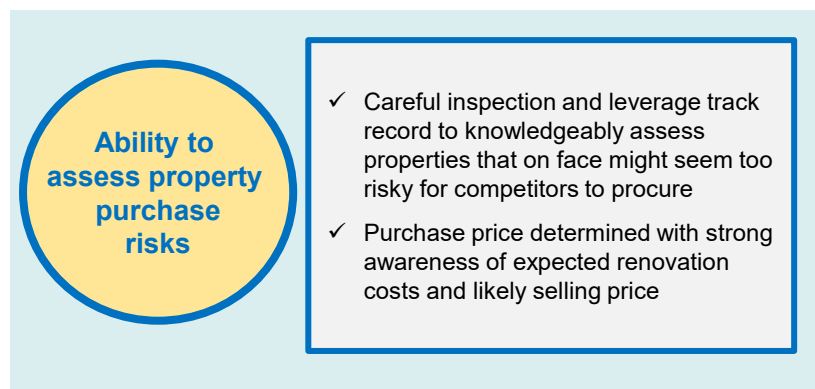 Ability to
assess property
purchase
risks
✓ Careful inspection and leverage track
record to knowledgeably assess
properties that on face might seem too
risky for competitors to procure
✓ Purchase price determined with strong
awareness of expected renovation
costs and likely selling price